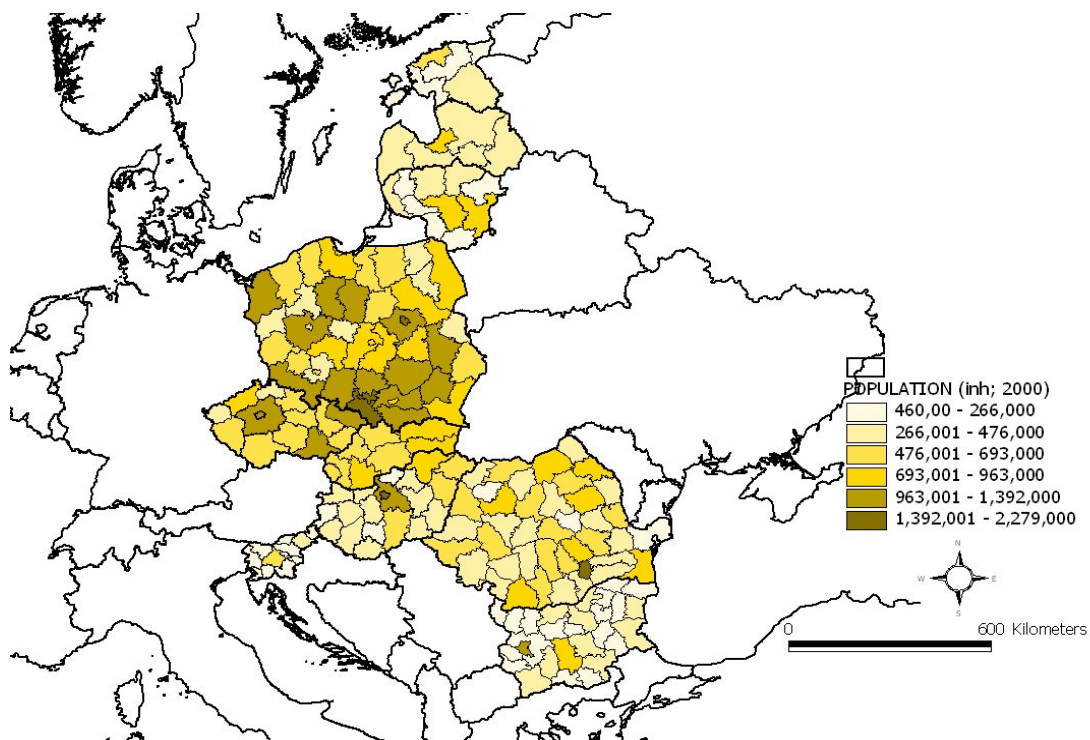 POPULATION (inh; 2000)
460,00 - 266,000
266,001 - 476,000
476,001 - 693,000
693,001 - 963,000
963,001 - 1,392,000
1,392,001 - 2,279,000
N
W E
S
0 600 Kilometers